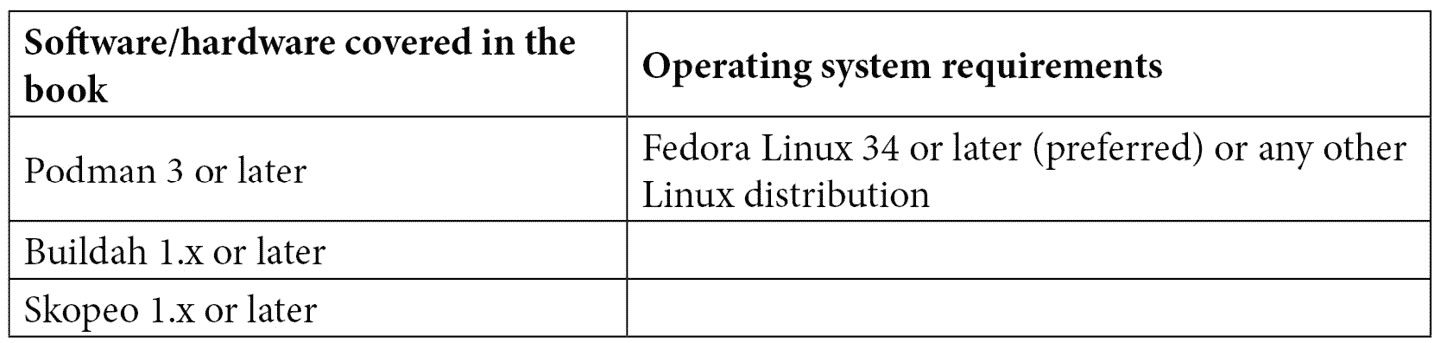 Software/hardware covered in the
book
Operating system requirements
Podman 3 or later
Fedora Linux 34 or later (preferred) or any other
Linux distribution
Buildah 1.x or later
Skopeo 1.x or later